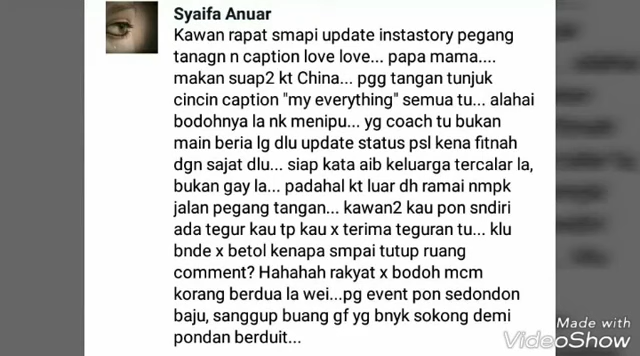 Syaifa Anuar
Kawan rapat smapi update instastory pegang
tanagn n caption love love... papa mama....
makan suap2 kt China... pgg tangan tunjuk
cincin caption "my everything" semua tu... alahai
bodohnya la nk menipu... yg coach tu bukan
main beria lg dlu update status psl kena fitnah
dgn sajat dlu... siap kata aib keluarga tercalar la,
bukan gay la... padahal kt luar dh ramai nmpk
jalan pegang tangan... kawan2 kau pon sndiri
ada tegur kau tp kau x terima teguran tu... klu
bnde x betol kenapa smpai tutup ruang
comment? Hahahah rakyat x bodoh mcm
korang berdua la wei...pg event pon sedondon
baju, sanggup buang gf yg bnyk sokong demi
pondan berduit...
Made with
VideoShow